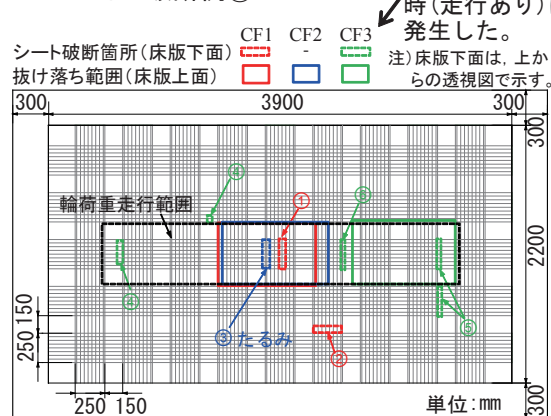 時(走行あり)に
発生した。
CF1 CF2 CF3
シート破断箇所(床版下面) -
抜け落ち範囲(床版上面)
注)床版下面は,上か
らの透視図で示す。
300 3900 300
300
④
輪荷重走行範囲 ① ⑥
2200
④
150 ③たるみ ⑤
250 ②
250 150 単位:mm 300